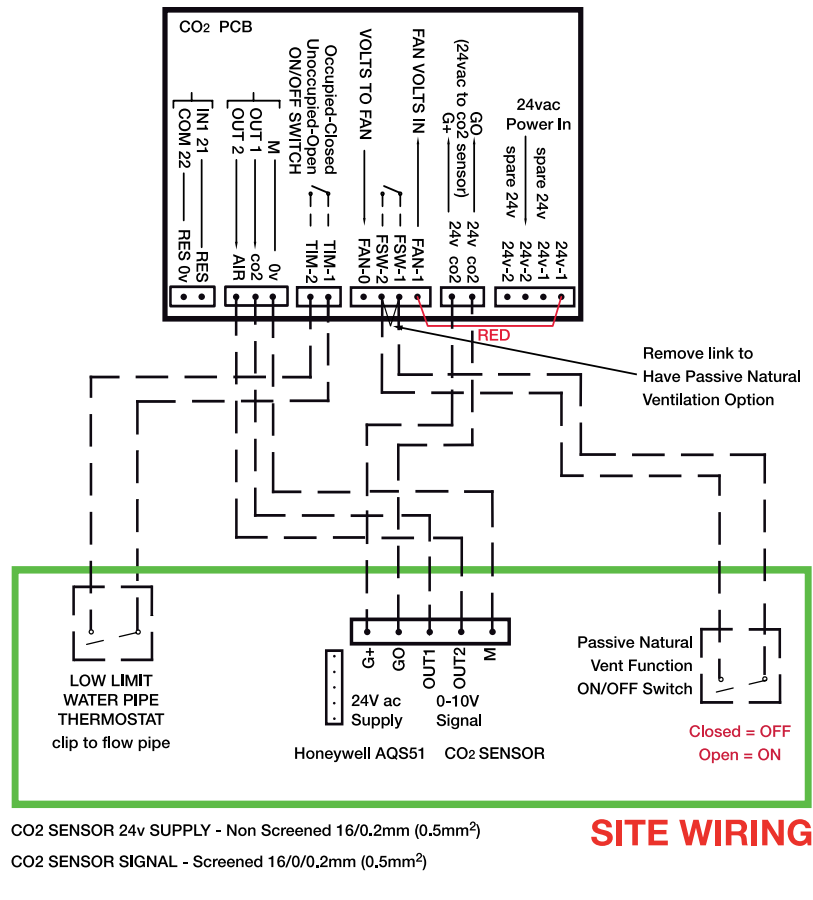 CO2 PCB
IN1 21
COM 22
RES
RES 0v
M
OUT 1
OUT 2
0v
co2
AIR
Occupied-Closed
Unoccupied-Open
ON/OFF SWITCH
TIM-1
TIM-2
VOLTS TO FAN
FAN-0
FSW-2
FSW-1
FAN VOLTS IN
FAN-1
GO
G+
(24vac to co2 sensor)
24v co2
24v co2
24vac
Power In
spare 24v
spare 24v
24v-2
24v-2
24v-1
24v-1
RED
Remove link to
Have Passive Natural
Ventilation Option
LOW LIMIT
WATER PIPE
THERMOSTAT
clip to flow pipe
G+
GO
OUT1
OUT2
M
24V ac
Supply
0-10V
Signal
Honeywell AQS51 CO2 SENSOR
Passive Natural
Vent Function
ON/OFF Switch
Closed = OFF
Open = ON
CO2 SENSOR 24v SUPPLY - Non Screened 16/0.2mm (0.5mm²)
CO2 SENSOR SIGNAL - Screened 16/0/0.2mm (0.5mm²)
SITE WIRING